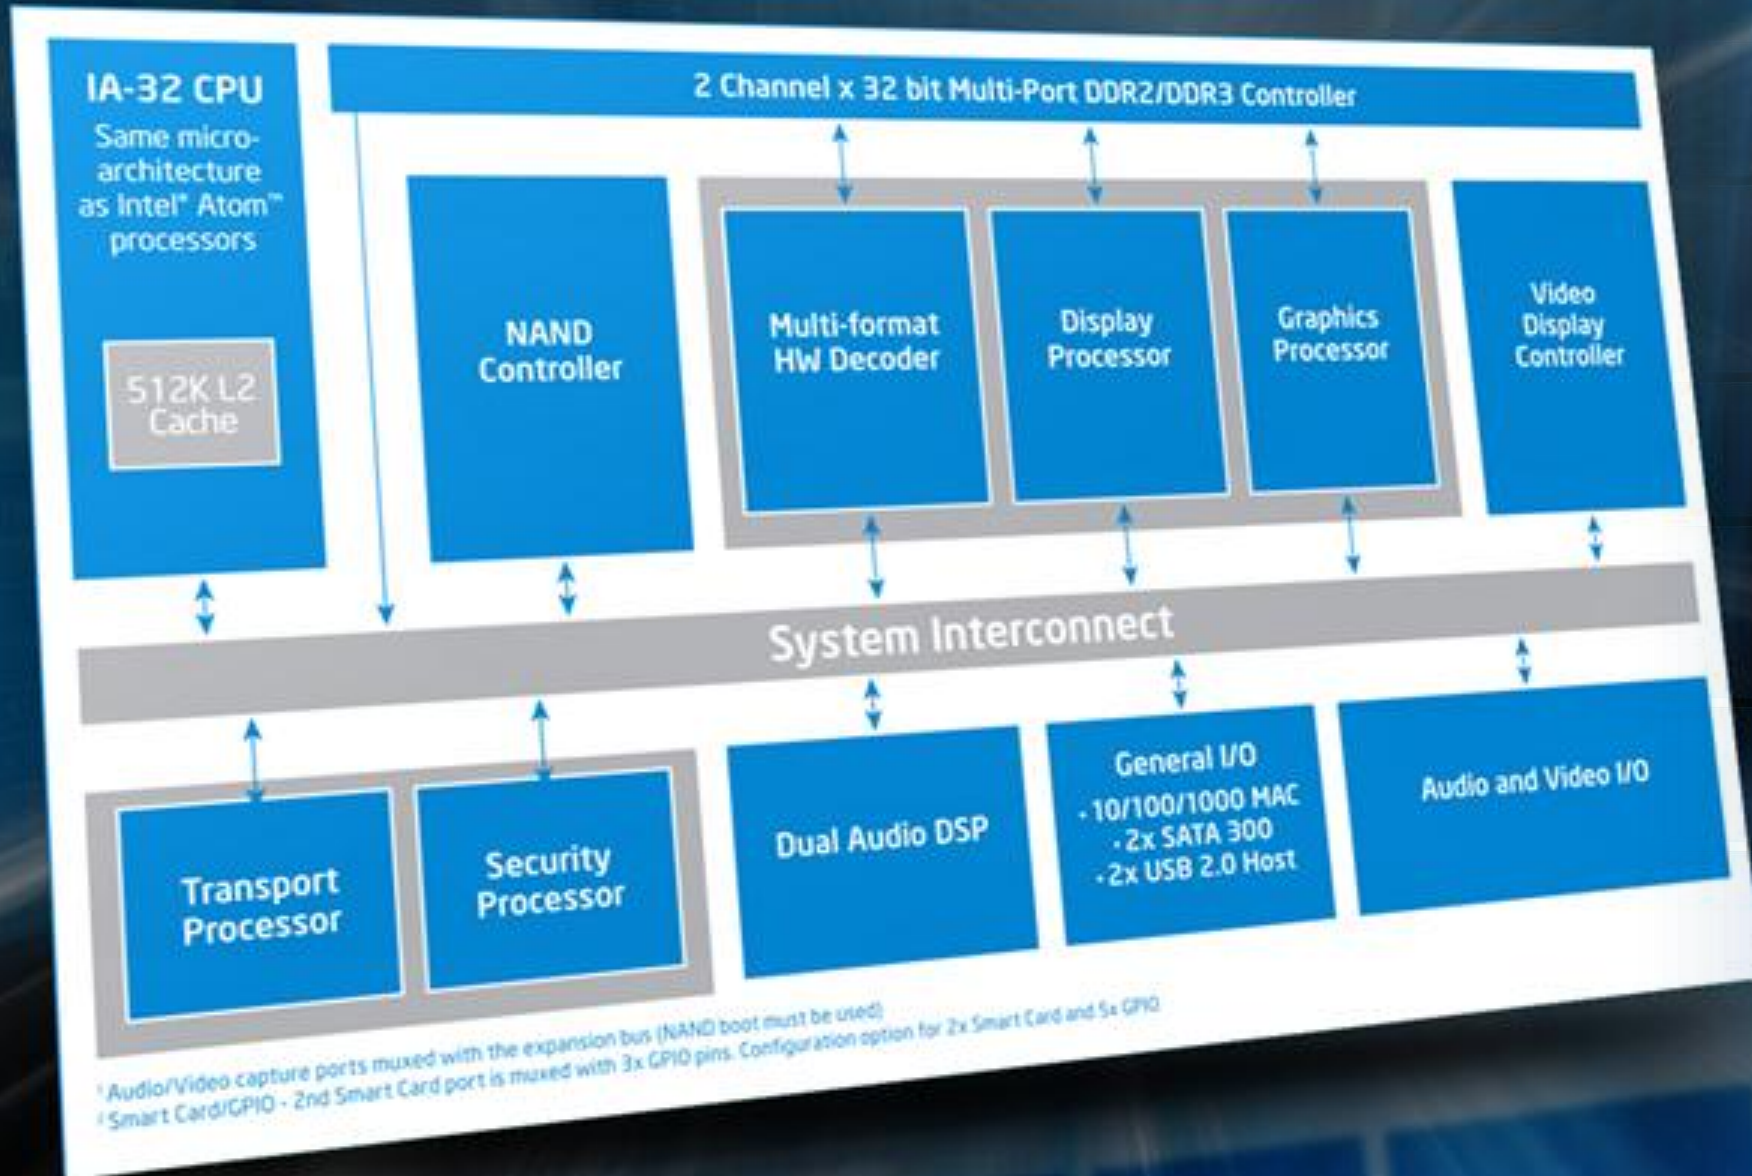 IA-32 CPU
Same micro-
architecture
as Intel® Atom™
processors
512K L2
Cache
2 Channel x 32 bit Multi-Port DDR2/DDR3 Controller
NAND
Controller
Multi-format
HW Decoder
Display
Processor
Graphics
Processor
Video
Display
Controller
System Interconnect
Transport
Processor
Security
Processor
Dual Audio DSP
General I/O
• 10/100/1000 MAC
• 2x SATA 300
• 2x USB 2.0 Host
Audio and Video I/O
¹ Audio/Video capture ports muxed with the expansion bus (NAND boot must be used)
² Smart Card/GPIO - 2nd Smart Card port is muxed with 3x GPIO pins. Configuration option for 2x Smart Card and 5x GPIO